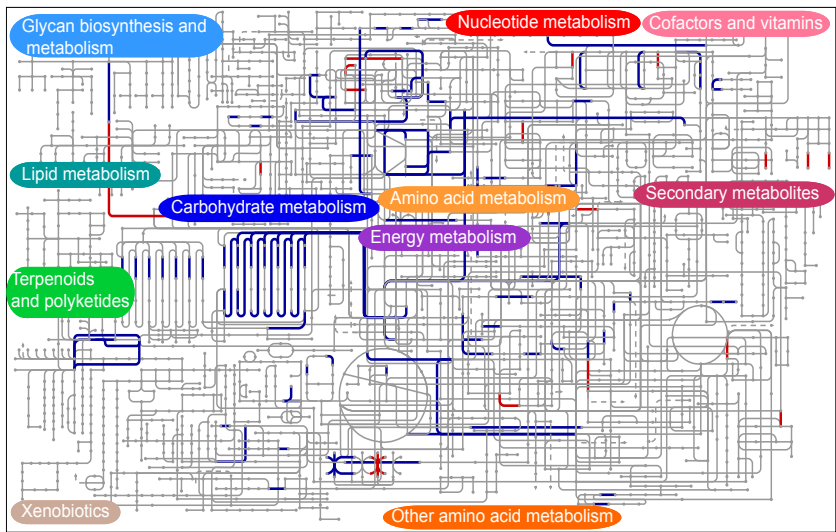 Glycan biosynthesis and
metabolism
Nucleotide metabolism
Cofactors and vitamins
Lipid metabolism
Carbohydrate metabolism
Amino acid metabolism
Secondary metabolites
Energy metabolism
Terpenoids
and polyketides
Xenobiotics
Other amino acid metabolism